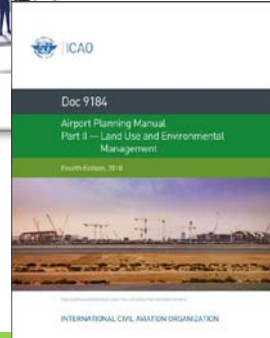 ICAO
Doc 9184
Airport Planning Manual
Part II — Land Use and Environmental
Management
Fourth Edition, 2018
INTERNATIONAL CIVIL AVIATION ORGANIZATION